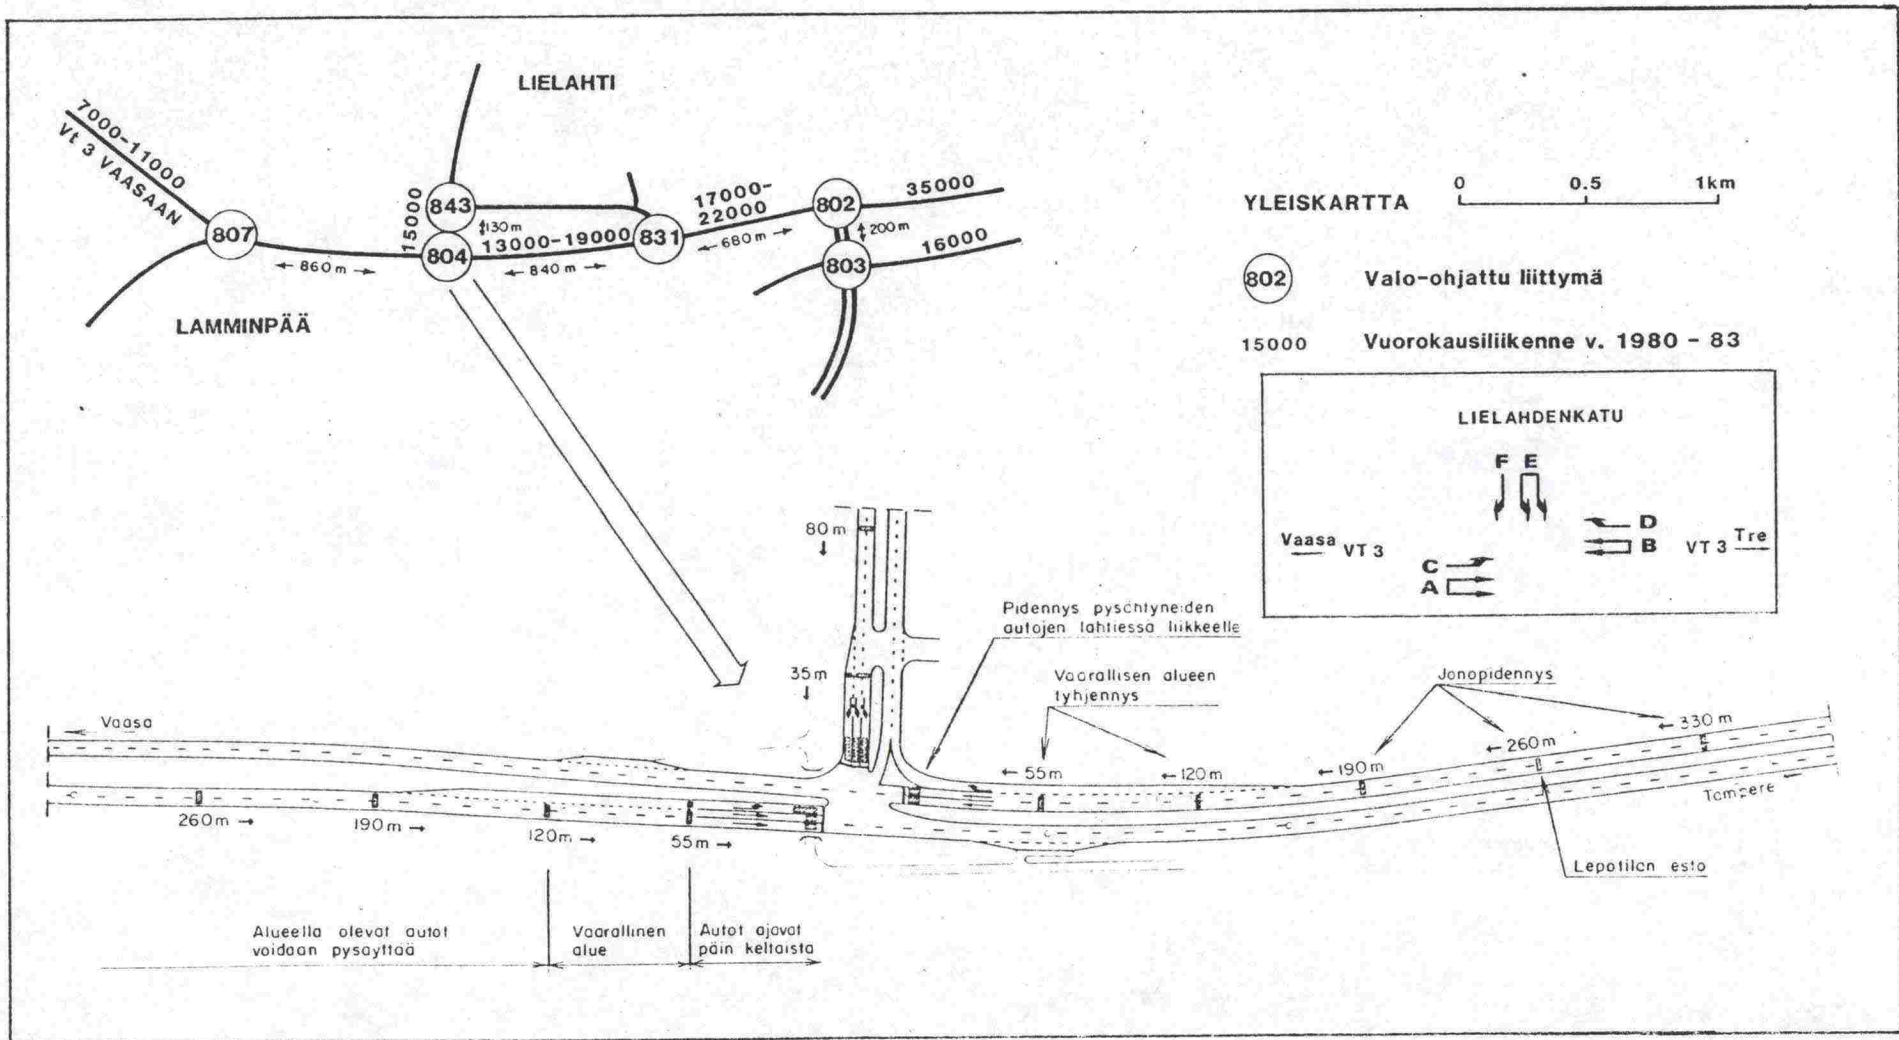 LIELAHTI
7000-11000
Vt 3 VAASAAN
807
843
15000
130m
804
13000-19000
831
17000-
22000
802
35000
200m
16000
803
860m
840m
680m
LAMMINPÄÄ
YLEISKARTTA
0 0.5 1km
802 Valo-ohjattu liittymä
15000 Vuorokausiliikenne v. 1980 - 83
LIELAHDENKATU
F E
D
B
Vaasa VT 3
VT 3 Tre
C
A
80m
35m
Pidennys pysähtyneiden
autojen lähtiessä liikkeelle
Vaarallisen alueen
tyhjennys
Jonopidennys
Vaasa
55m
120m
190m
260m
330m
Tampere
Lepotilan esto
260m
190m
120m
55m
Alueella olevat autot
voidaan pysäyttää
Vaarallinen
alue
Autot ajavat
päin keltaista